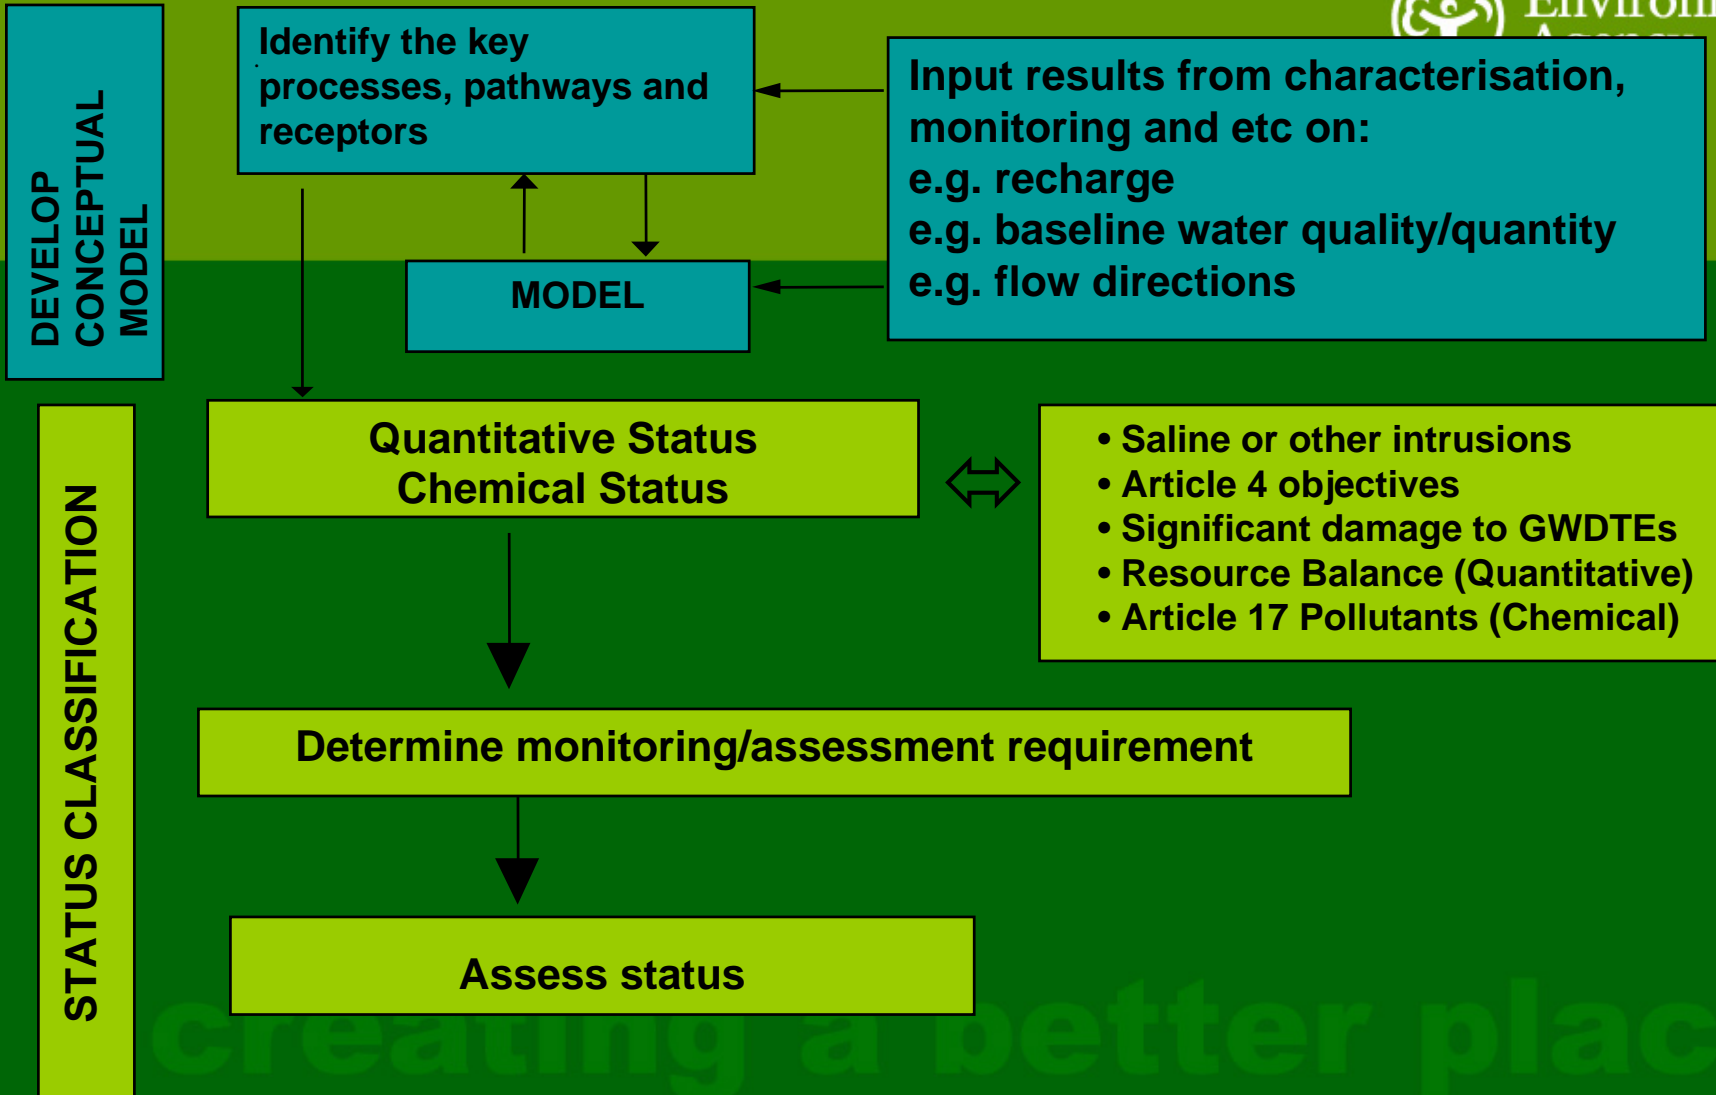 DEVELOP
CONCEPTUAL
MODEL
Identify the key
processes, pathways and
receptors
Input results from characterisation,
monitoring and etc on:
e.g. recharge
e.g. baseline water quality/quantity
e.g. flow directions
MODEL
STATUS CLASSIFICATION
Quantitative Status
Chemical Status
• Saline or other intrusions
• Article 4 objectives
• Significant damage to GWDTEs
• Resource Balance (Quantitative)
• Article 17 Pollutants (Chemical)
Determine monitoring/assessment requirement
Assess status
creating a better plac